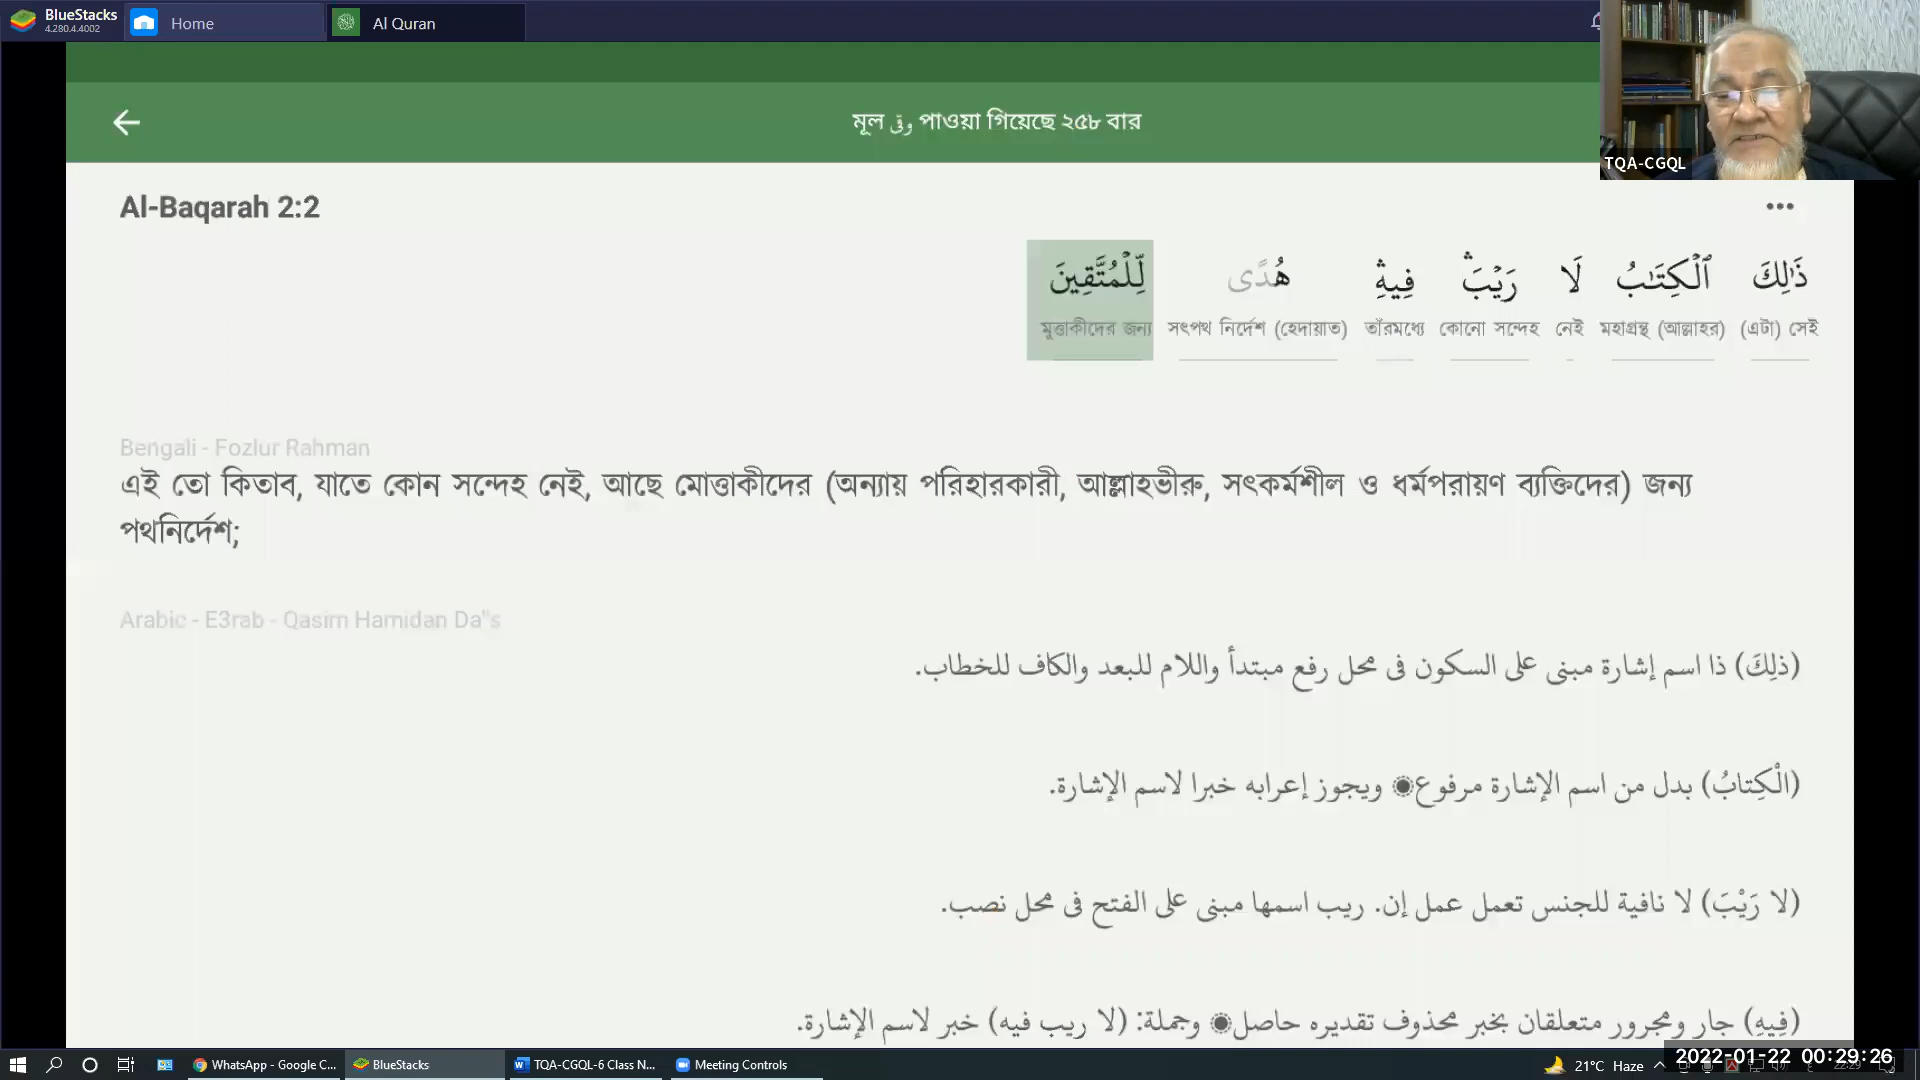 BlueStacks
4.280.4.4002
Home
Al Quran
মূল وقى পাওয়া গিয়েছে ২৫৮ বার
TQA-CGQL
Al-Baqarah 2:2
ذَٰلِكَ ٱلْكِتَـٰبُ لَا رَيْبَ ۛ فِيهِ ۛ هُدًى لِّلْمُتَّقِينَ
(এটা) সেই মহাগ্রন্থ (আল্লাহর) নেই কোনো সন্দেহ তাঁরমধ্যে সৎপথ নির্দেশ (হেদায়াত) মুত্তাকীদের জন্য
Bengali - Fozlur Rahman
এই তো কিতাব, যাতে কোন সন্দেহ নেই, আছে মোত্তাকীদের (অন্যায় পরিহারকারী, আল্লাহভীরু, সৎকর্মশীল ও ধর্মপরায়ণ ব্যক্তিদের) জন্য
পথনির্দেশ;
Arabic - E3rab - Qasim Hamidan Da"s
(ذلِكَ) ذا اسم إشارة مبنى على السكون فى محل رفع مبتدأ واللام للبعد والكاف للخطاب.
(الْكِتابُ) بدل من اسم الإشارة مرفوع◉ ويجوز إعرابه خبرا لاسم الإشارة.
(لا رَيْبَ) لا نافية للجنس تعمل عمل إن. ريب اسمها مبنى على الفتح فى محل نصب.
(فِيهِ) جار ومجرور متعلقان بخبر محذوف تقديره حاصل◉ وجملة: (لا ريب فيه) خبر لاسم الإشارة.
WhatsApp - Google C...
BlueStacks
TQA-CGQL-6 Class N...
Meeting Controls
21°C Haze
2022-01-22 00:29:26